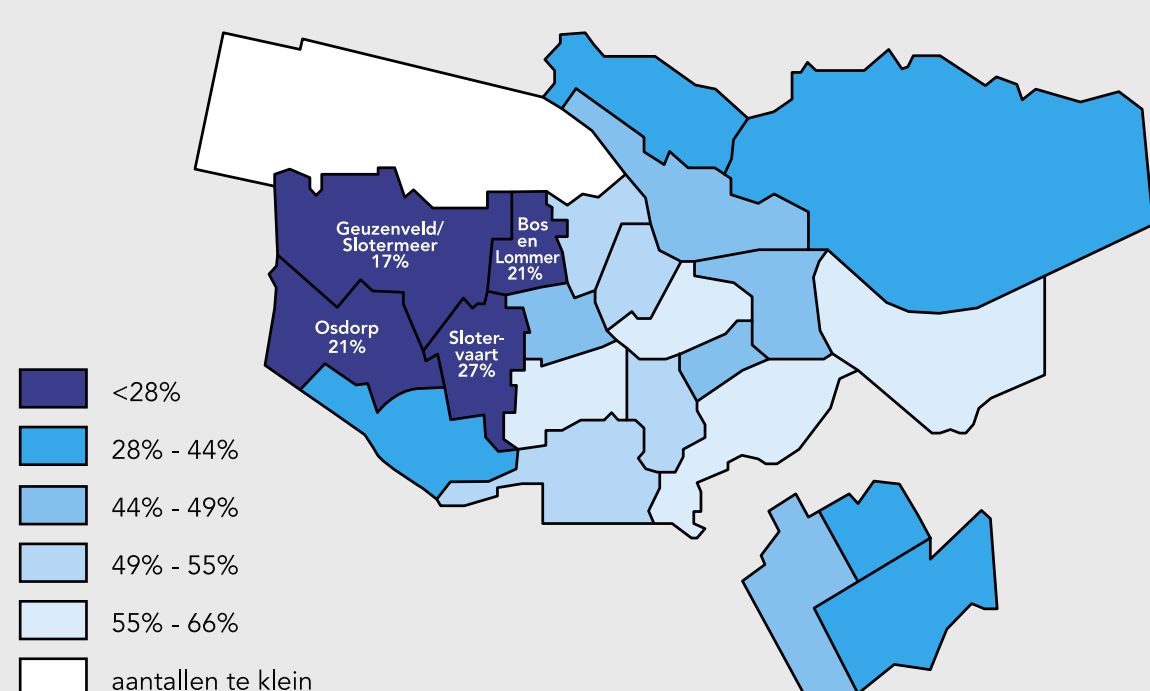 Geuzenveld/
Slotermeer
17%
Bos
en
Lommer
21%
Osdorp
21%
Sloter-
vaart
27%
<28%
28% - 44%
44% - 49%
49% - 55%
55% - 66%
aantallen te klein